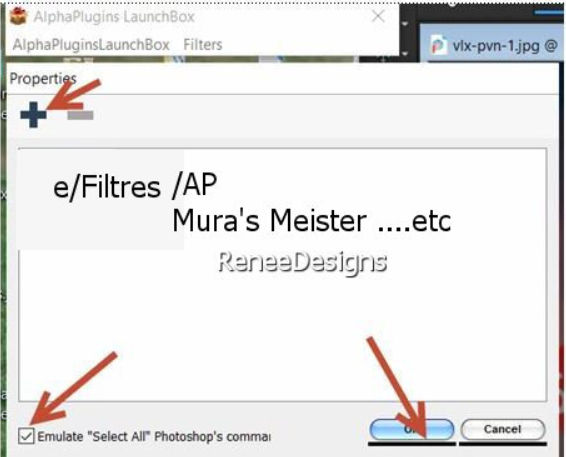 AlphaPlugins LaunchBox
vlx-pvn-1.jpg @
AlphaPluginsLaunchBox Filters
Properties
e/Filtres /AP
Mura's Meister ....etc
ReneeDesigns
Emulate "Select All" Photoshop's comma
Cancel